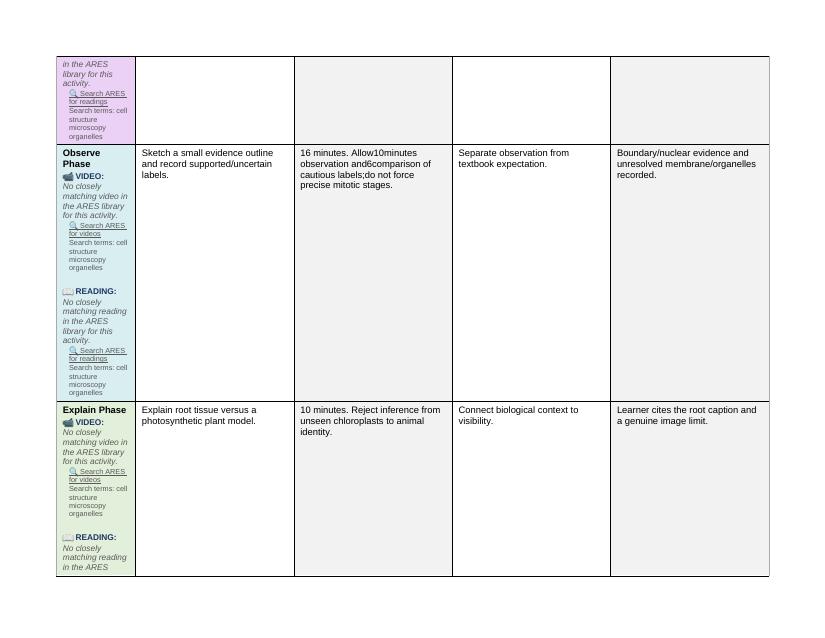 in the ARES
library for this
activity.
🔍 Search ARES
for readings
Search terms: cell
structure
microscopy
organelles
Observe
Phase
📹 VIDEO:
No closely
matching video in
the ARES library
for this activity.
🔍 Search ARES
for videos
Search terms: cell
structure
microscopy
organelles
📖 READING:
No closely
matching reading
in the ARES
library for this
activity.
🔍 Search ARES
for readings
Search terms: cell
structure
microscopy
organelles
Sketch a small evidence outline
and record supported/uncertain
labels.
16 minutes. Allow10minutes
observation and6comparison of
cautious labels;do not force
precise mitotic stages.
Separate observation from
textbook expectation.
Boundary/nuclear evidence and
unresolved membrane/organelles
recorded.
Explain Phase
📹 VIDEO:
No closely
matching video in
the ARES library
for this activity.
🔍 Search ARES
for videos
Search terms: cell
structure
microscopy
organelles
📖 READING:
No closely
matching reading
in the ARES
Explain root tissue versus a
photosynthetic plant model.
10 minutes. Reject inference from
unseen chloroplasts to animal
identity.
Connect biological context to
visibility.
Learner cites the root caption and
a genuine image limit.